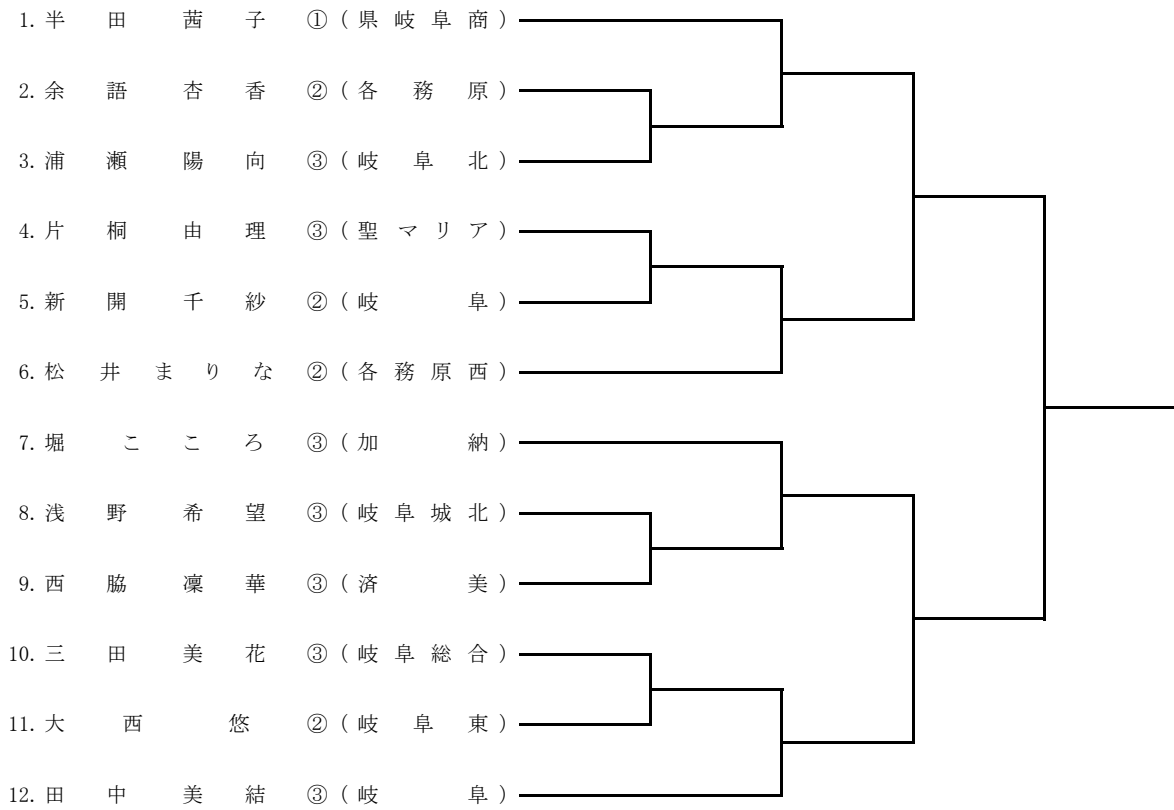 1. 半田茜子 ① (県岐阜商)
2. 余語杏香 ② (各務原)
3. 浦瀬陽向 ③ (岐阜北)
4. 片桐由理 ③ (聖マリア)
5. 新開千紗 ② (岐阜)
6. 松井まりな ② (各務原西)
7. 堀こころ ③ (加納)
8. 浅野希望 ③ (岐阜城北)
9. 西脇凜華 ③ (済美)
10. 三田美花 ③ (岐阜総合)
11. 大西悠 ② (岐阜東)
12. 田中美結 ③ (岐阜)